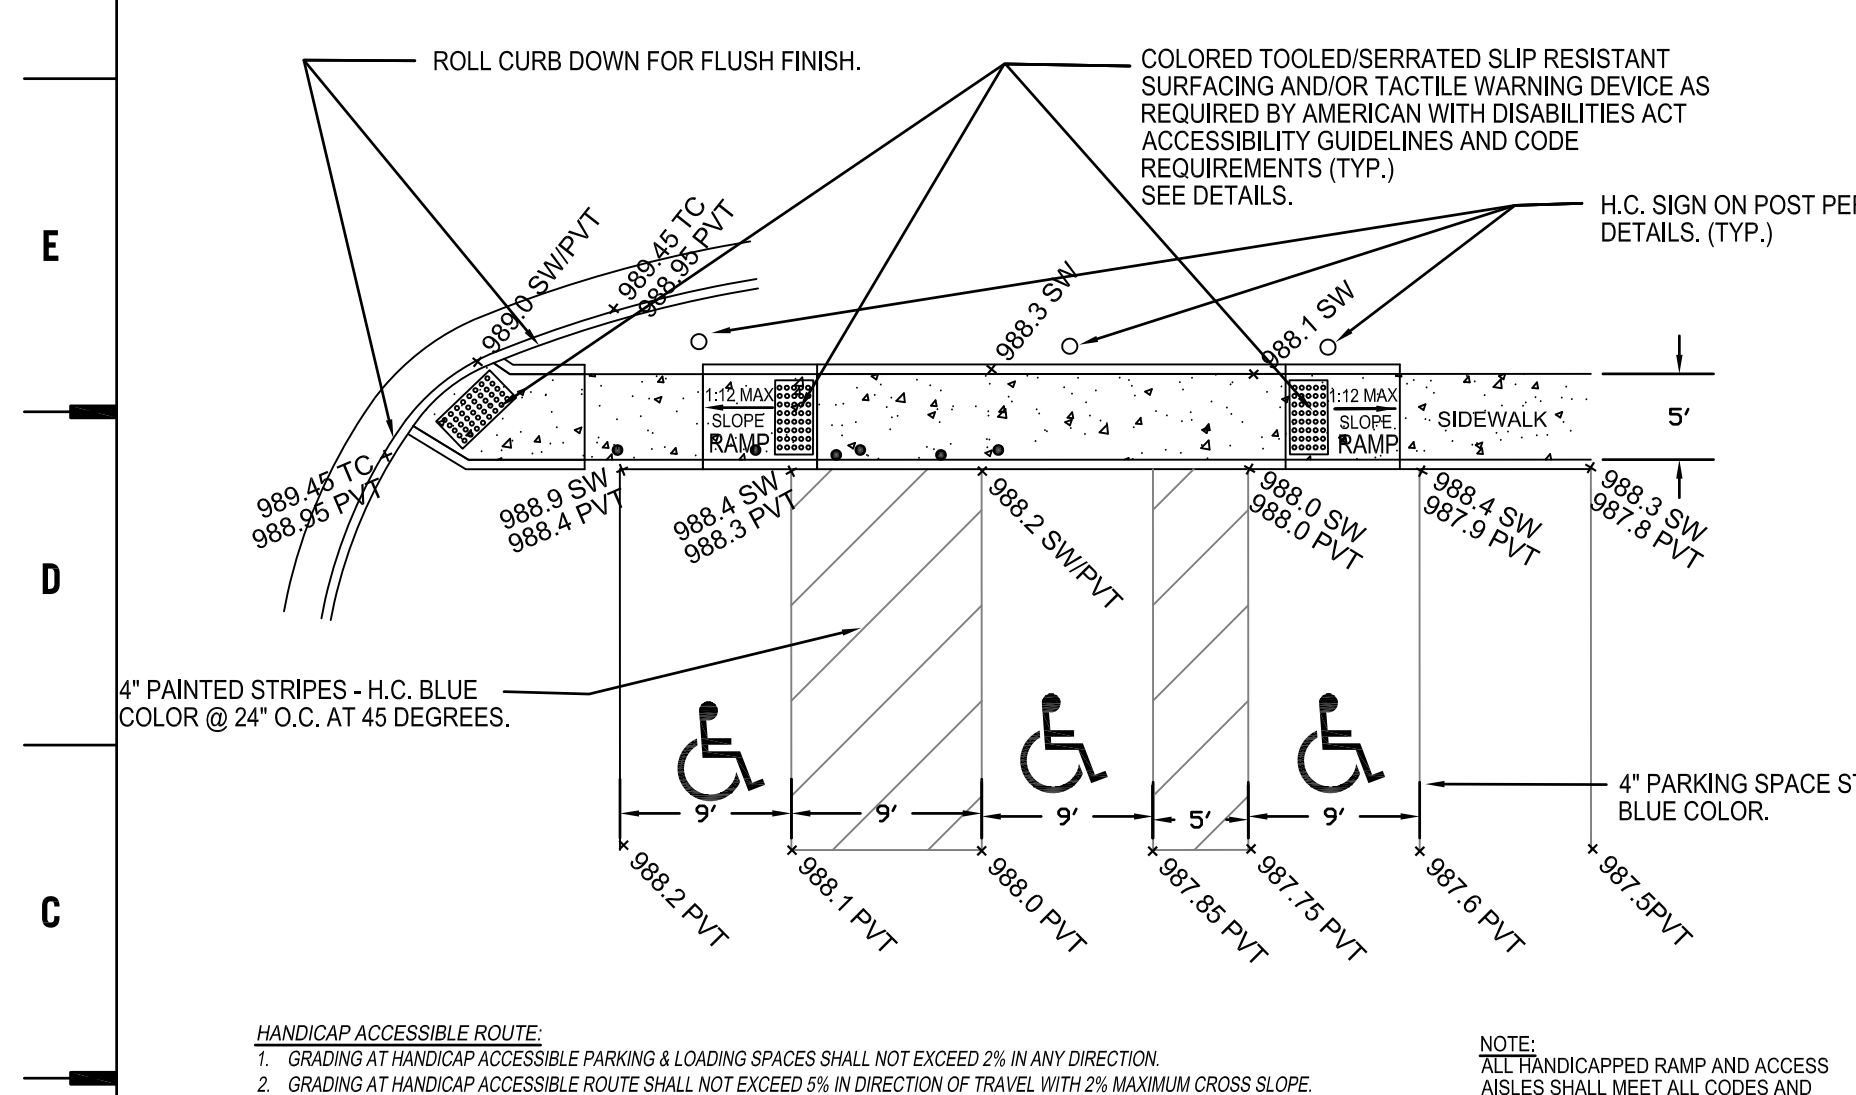 ROLL CURB DOWN FOR FLUSH FINISH.
COLORED TOOLED/SERRATED SLIP RESISTANT
SURFACING AND/OR TACTILE WARNING DEVICE AS
REQUIRED BY AMERICAN WITH DISABILITIES ACT
ACCESSIBILITY GUIDELINES AND CODE
REQUIREMENTS (TYP.)
SEE DETAILS.
H.C. SIGN ON POST PER
DETAILS. (TYP.)
E
989.0 SW/PVT
989.45 TC
988.95 PVT
988.3 SW
988.1 SW
1:12 MAX
SLOPE
RAMP
1:12 MAX
SLOPE
RAMP
SIDEWALK
5'
989.45 TC
988.95 PVT
988.9 SW
988.4 PVT
988.4 SW
988.3 PVT
988.2 SW/PVT
988.0 SW
988.0 PVT
988.4 SW
987.9 PVT
988.3 SW
987.8 PVT
D
4" PAINTED STRIPES - H.C. BLUE
COLOR @ 24" O.C. AT 45 DEGREES.
4" PARKING SPACE
BLUE COLOR.
9'
9'
9'
5'
9'
988.2 PVT
988.1 PVT
988.0 PVT
987.85 PVT
987.75 PVT
987.6 PVT
987.5PVT
C
HANDICAP ACCESSIBLE ROUTE:
1. GRADING AT HANDICAP ACCESSIBLE PARKING & LOADING SPACES SHALL NOT EXCEED 2% IN ANY DIRECTION.
2. GRADING AT HANDICAP ACCESSIBLE ROUTE SHALL NOT EXCEED 5% IN DIRECTION OF TRAVEL WITH 2% MAXIMUM CROSS SLOPE.
NOTE:
ALL HANDICAPPED RAMP AND ACCESS
AISLES SHALL MEET ALL CODES AND